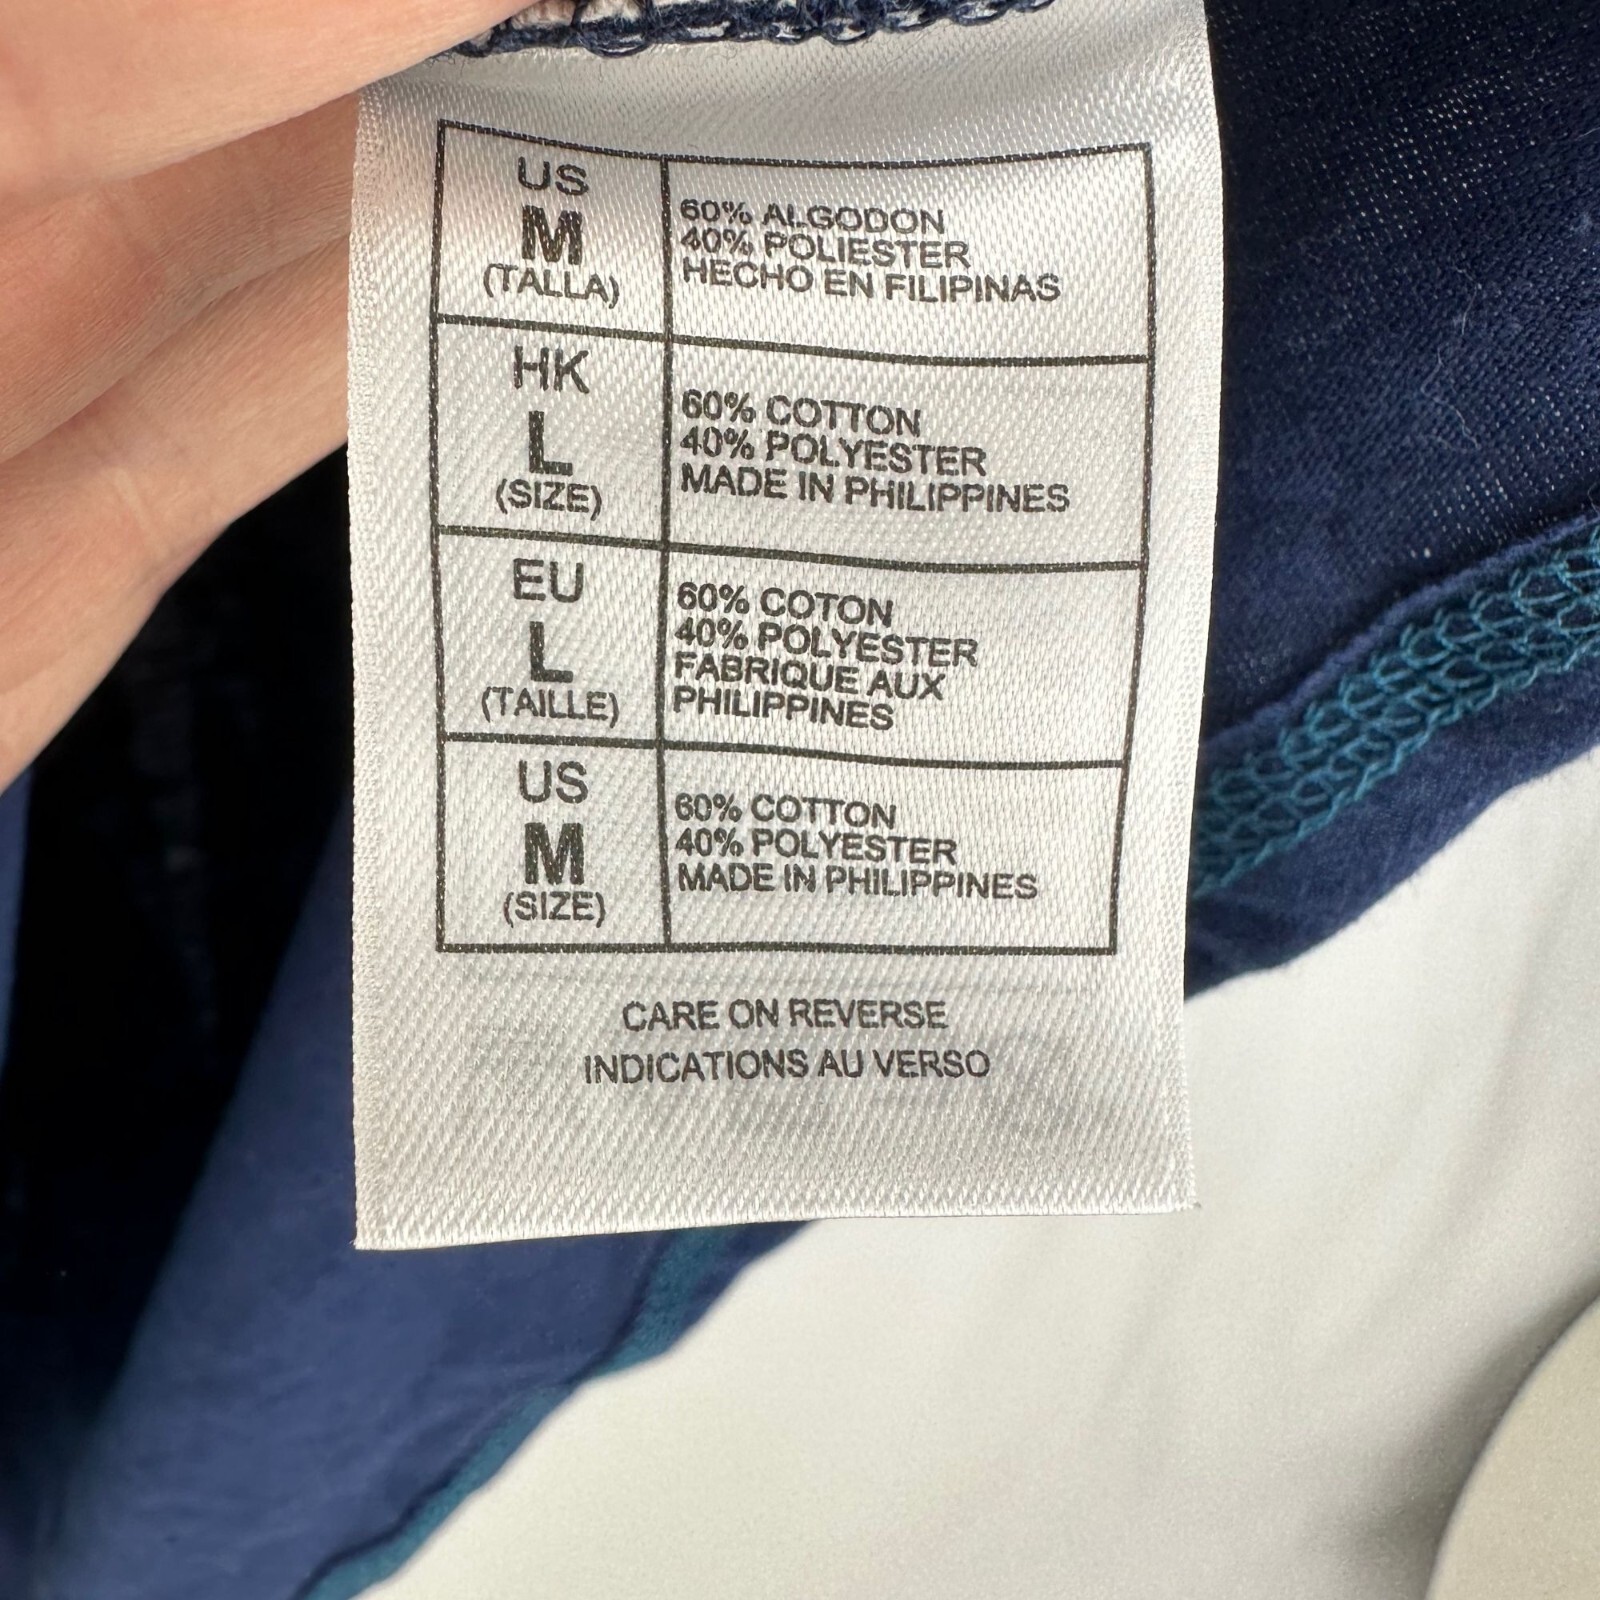 US
M
(TALLA)
60% ALGODON
40% POLIESTER
HECHO EN FILIPINAS
HK
L
(SIZE)
60% COTTON
40% POLYESTER
MADE IN PHILIPPINES
EU
L
(TAILLE)
60% COTON
40% POLYESTER
FABRIQUE AUX
PHILIPPINES
US
M
(SIZE)
60% COTTON
40% POLYESTER
MADE IN PHILIPPINES
CARE ON REVERSE
INDICATIONS AU VERSO